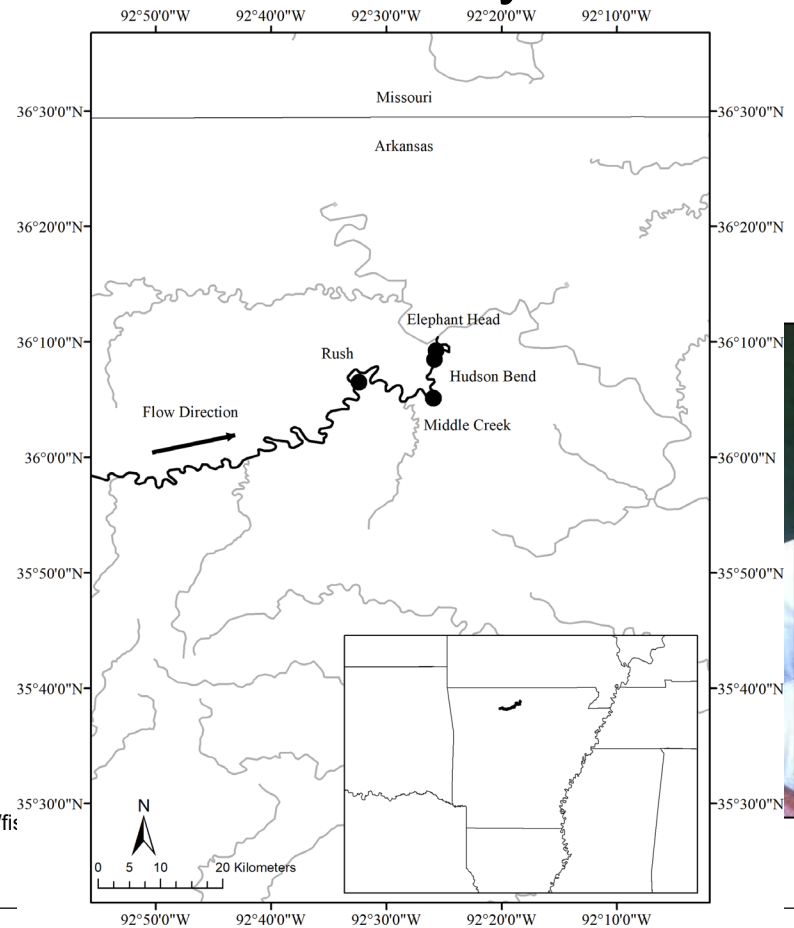 92°50'0"W 92°40'0"W 92°30'0"W 92°20'0"W 92°10'0"W
Missouri
36°30'0"N 36°30'0"N
Arkansas
36°20'0"N 36°20'0"N
Elephant Head
36°10'0"N 36°10'0"N
Rush
Hudson Bend
Flow Direction
Middle Creek
36°0'0"N 36°0'0"N
35°50'0"N 35°50'0"N
35°40'0"N 35°40'0"N
35°30'0"N 35°30'0"N
N
0 5 10 20 Kilometers
92°50'0"W 92°40'0"W 92°30'0"W 92°20'0"W 92°10'0"W